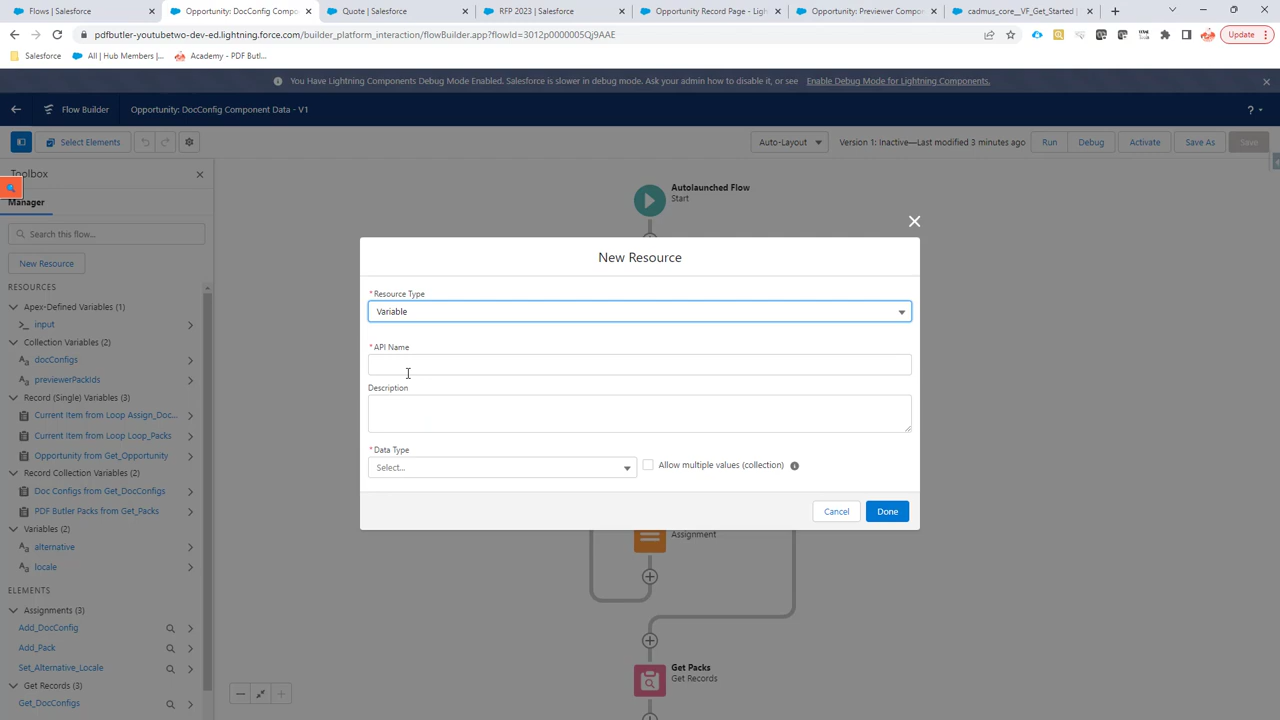 Flows | Salesforce
Opportunity: DocConfig Compo
Quote | Salesforce
RFP 2023 | Salesforce
Opportunity Record Page - Light
Opportunity: Previewer Compon
cadmus_core__VF_Get_Started |
pdfbutler-youtubetwo-dev-ed.lightning.force.com/builder_platform_interaction/flowBuilder.app?flowId=3012p0000005Qj9AAE
Update
Salesforce
All | Hub Members |...
Academy - PDF Butl...
You Have Lightning Components Debug Mode Enabled. Salesforce is slower in debug mode. Ask your admin how to disable it, or see Enable Debug Mode for Lightning Components.
Flow Builder
Opportunity: DocConfig Component Data - V1
?
Select Elements
Auto-Layout
Version 1: Inactive—Last modified 3 minutes ago
Run
Debug
Activate
Save As
Save
Toolbox
Manager
Search this flow...
New Resource
RESOURCES
Apex-Defined Variables (1)
input
Collection Variables (2)
docConfigs
previewerPackIds
Record (Single) Variables (3)
Current Item from Loop Assign_Doc...
Current Item from Loop Loop_Packs
Opportunity from Get_Opportunity
Record Collection Variables (2)
Doc Configs from Get_DocConfigs
PDF Butler Packs from Get_Packs
Variables (2)
alternative
locale
ELEMENTS
Assignments (3)
Add_DocConfig
Add_Pack
Set_Alternative_Locale
Get Records (3)
Get_DocConfigs
Autolaunched Flow
Start
New Resource
* Resource Type
Variable
* API Name
Description
* Data Type
Select...
Allow multiple values (collection)
Cancel
Done
Assignment
Get Packs
Get Records